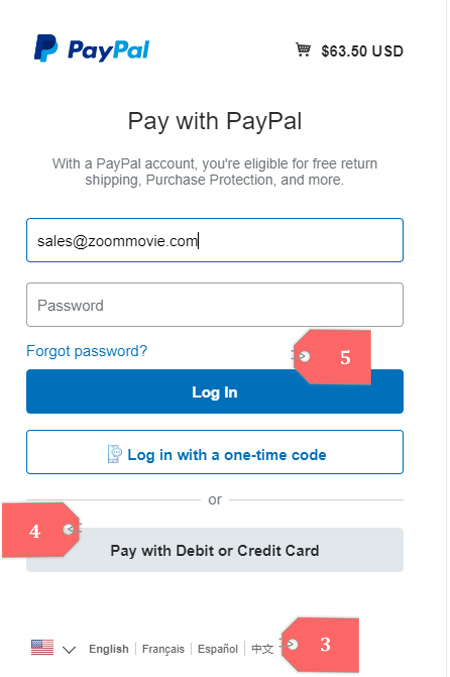 PayPal $63.50 USD
Pay with PayPal
With a PayPal account, you're eligible for free return
shipping, Purchase Protection, and more.
sales@zoommovie.com
Password
Forgot password?
5
Log In
Log in with a one-time code
or
4
Pay with Debit or Credit Card
English Français Español 中文
3